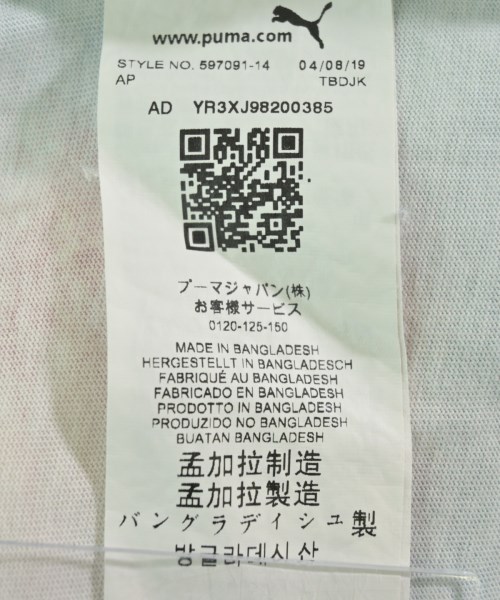 www.puma.com
STYLE NO. 597091-14 04/08/19
AP TBDJK
AD YR3XJ98200385
プーマジャパン(株)
お客様サービス
0120-125-150
MADE IN BANGLADESH
HERGESTELLT IN BANGLADESCH
FABRIQUÉ AU BANGLADESH
FABRICADO EN BANGLADESH
PRODOTTO IN BANGLADESH
PRODUZIDO NO BANGLADESH
BUATAN BANGLADESH
孟加拉制造
孟加拉製造
バングラデイシュ製
방글라데시산